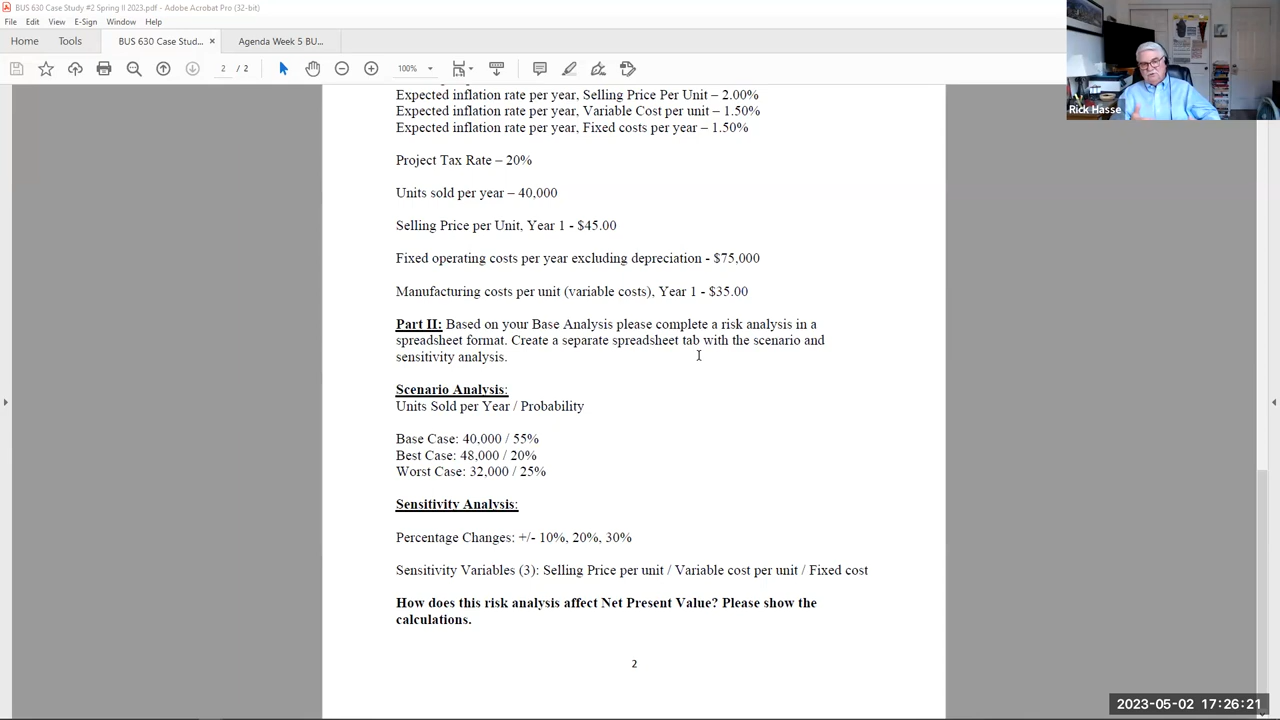 BUS 630 Case Study #2 Spring II 2023.pdf - Adobe Acrobat Pro (32-bit)
File Edit View E-Sign Window Help
Home Tools BUS 630 Case Stud... × Agenda Week 5 BU...
2 / 2 100%
Expected inflation rate per year, Selling Price Per Unit – 2.00%
Expected inflation rate per year, Variable Cost per unit – 1.50%
Expected inflation rate per year, Fixed costs per year – 1.50%
Project Tax Rate – 20%
Units sold per year – 40,000
Selling Price per Unit, Year 1 - $45.00
Fixed operating costs per year excluding depreciation - $75,000
Manufacturing costs per unit (variable costs), Year 1 - $35.00
Part II: Based on your Base Analysis please complete a risk analysis in a
spreadsheet format. Create a separate spreadsheet tab with the scenario and
sensitivity analysis.
Scenario Analysis:
Units Sold per Year / Probability
Base Case: 40,000 / 55%
Best Case: 48,000 / 20%
Worst Case: 32,000 / 25%
Sensitivity Analysis:
Percentage Changes: +/- 10%, 20%, 30%
Sensitivity Variables (3): Selling Price per unit / Variable cost per unit / Fixed cost
How does this risk analysis affect Net Present Value? Please show the
calculations.
2
Rick Hasse
2023-05-02 17:26:21